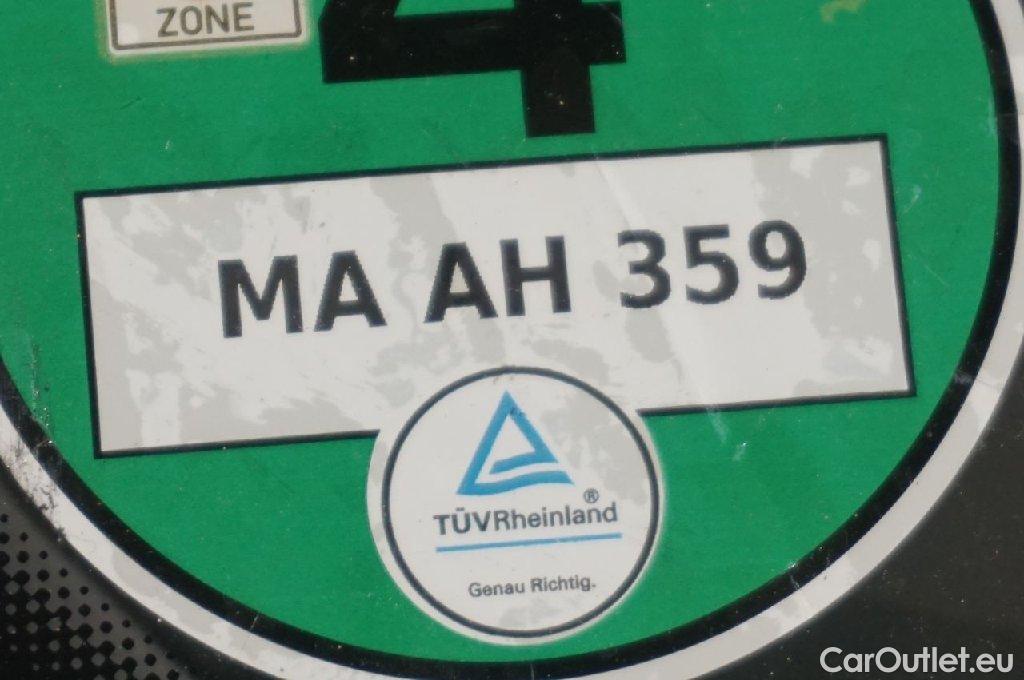 ZONE
4
MA AH 359
TÜVRheinland®
Genau Richtig.
CarOutlet.eu